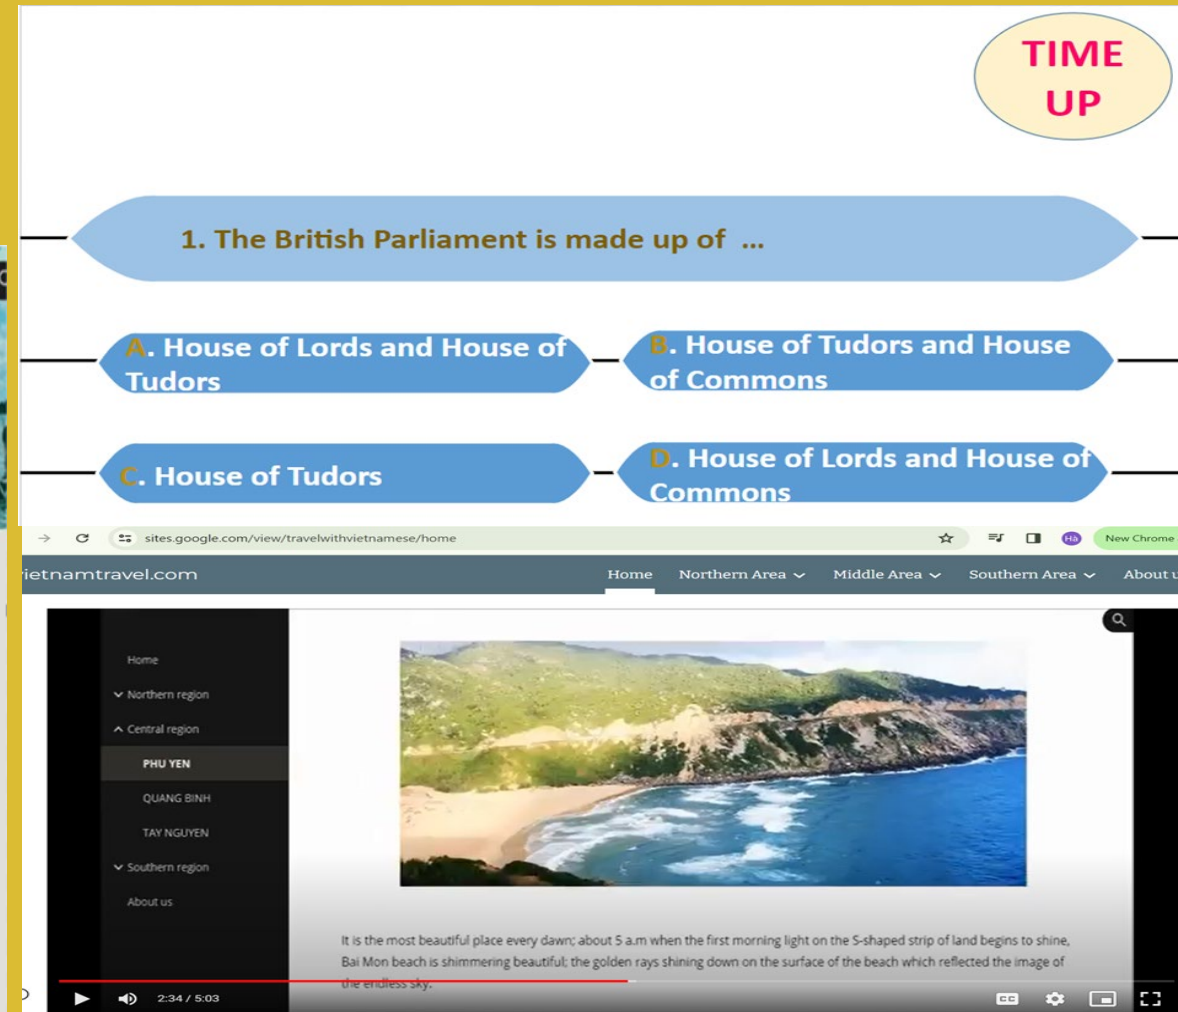 TIME
UP
1. The British Parliament is made up of ...
A. House of Lords and House of
Tudors
B. House of Tudors and House
of Commons
C. House of Tudors
D. House of Lords and House of
Commons
sites.google.com/view/travelwithvietnamese/home
Hà
New Chrome
ietnamtravel.com
Home
Northern Area
Middle Area
Southern Area
About u
Home
Northern region
Central region
PHU YEN
QUANG BINH
TAY NGUYEN
Southern region
About us
It is the most beautiful place every dawn; about 5 a.m when the first morning light on the S-shaped strip of land begins to shine,
Bai Mon beach is shimmering beautiful; the golden rays shining down on the surface of the beach which reflected the image of
the endless sky.
2:34 / 5:03
CC